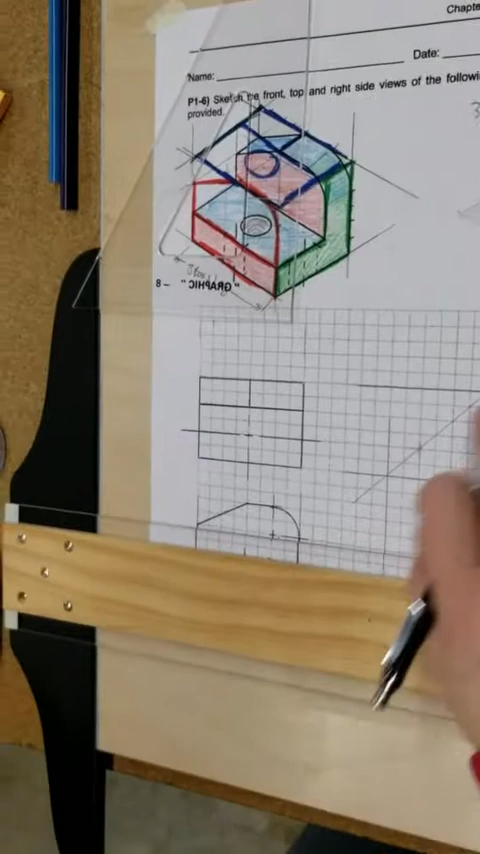 Chapte
Name:
Date:
P1-6) Sketch the front, top and right side views of the followi
provided.
8 – "GRAPHIC"